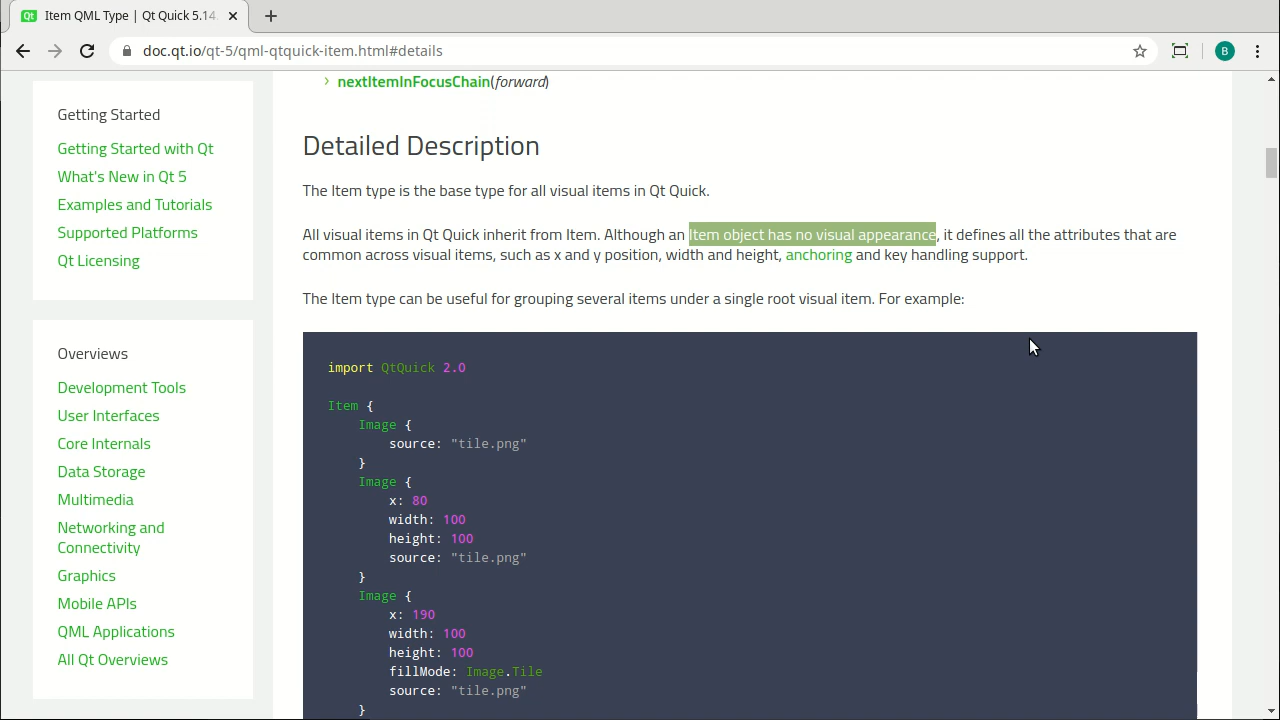 Item QML Type | Qt Quick 5.14
doc.qt.io/qt-5/qml-qtquick-item.html#details
B
nextItemInFocusChain(forward)
Getting Started
Getting Started with Qt
What's New in Qt 5
Examples and Tutorials
Supported Platforms
Qt Licensing
Overviews
Development Tools
User Interfaces
Core Internals
Data Storage
Multimedia
Networking and
Connectivity
Graphics
Mobile APIs
QML Applications
All Qt Overviews
Detailed Description
The Item type is the base type for all visual items in Qt Quick.
All visual items in Qt Quick inherit from Item. Although an Item object has no visual appearance, it defines all the attributes that are
common across visual items, such as x and y position, width and height, anchoring and key handling support.
The Item type can be useful for grouping several items under a single root visual item. For example:
import QtQuick 2.0
Item {
Image {
source: "tile.png"
}
Image {
x: 80
width: 100
height: 100
source: "tile.png"
}
Image {
x: 190
width: 100
height: 100
fillMode: Image.Tile
source: "tile.png"
}